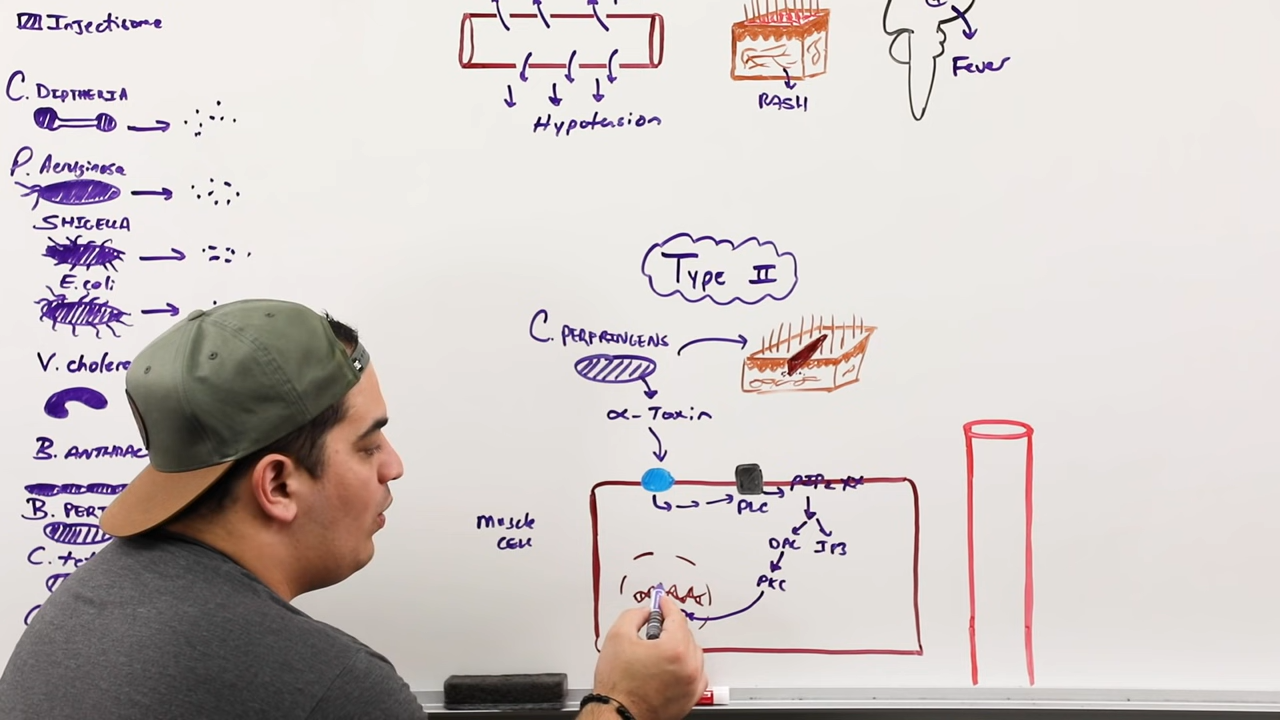 Injectisome
C. DIPTHERIA
P. Aeruginosa
SHIGELLA
E. coli
V. cholera
B. ANTHRAC
B. PERT
C. tet
Hypotension
RASH
Fever
Type II
C. PERFRINGENS
α-Toxin
Muscle
CELL
PLC
PIP2
DAG IP3
PKC